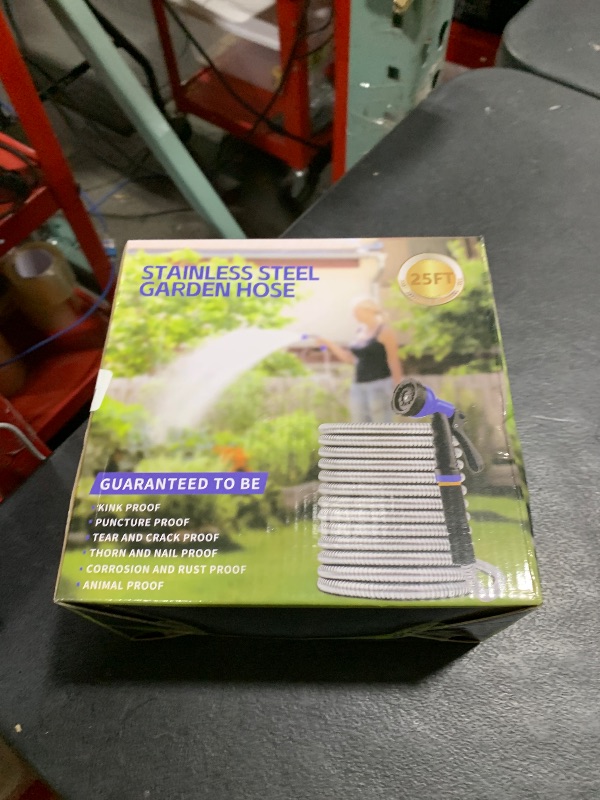 STAINLESS STEEL
GARDEN HOSE
25FT
GUARANTEED TO BE
KINK PROOF
PUNCTURE PROOF
TEAR AND CRACK PROOF
THORN AND NAIL PROOF
CORROSION AND RUST PROOF
ANIMAL PROOF